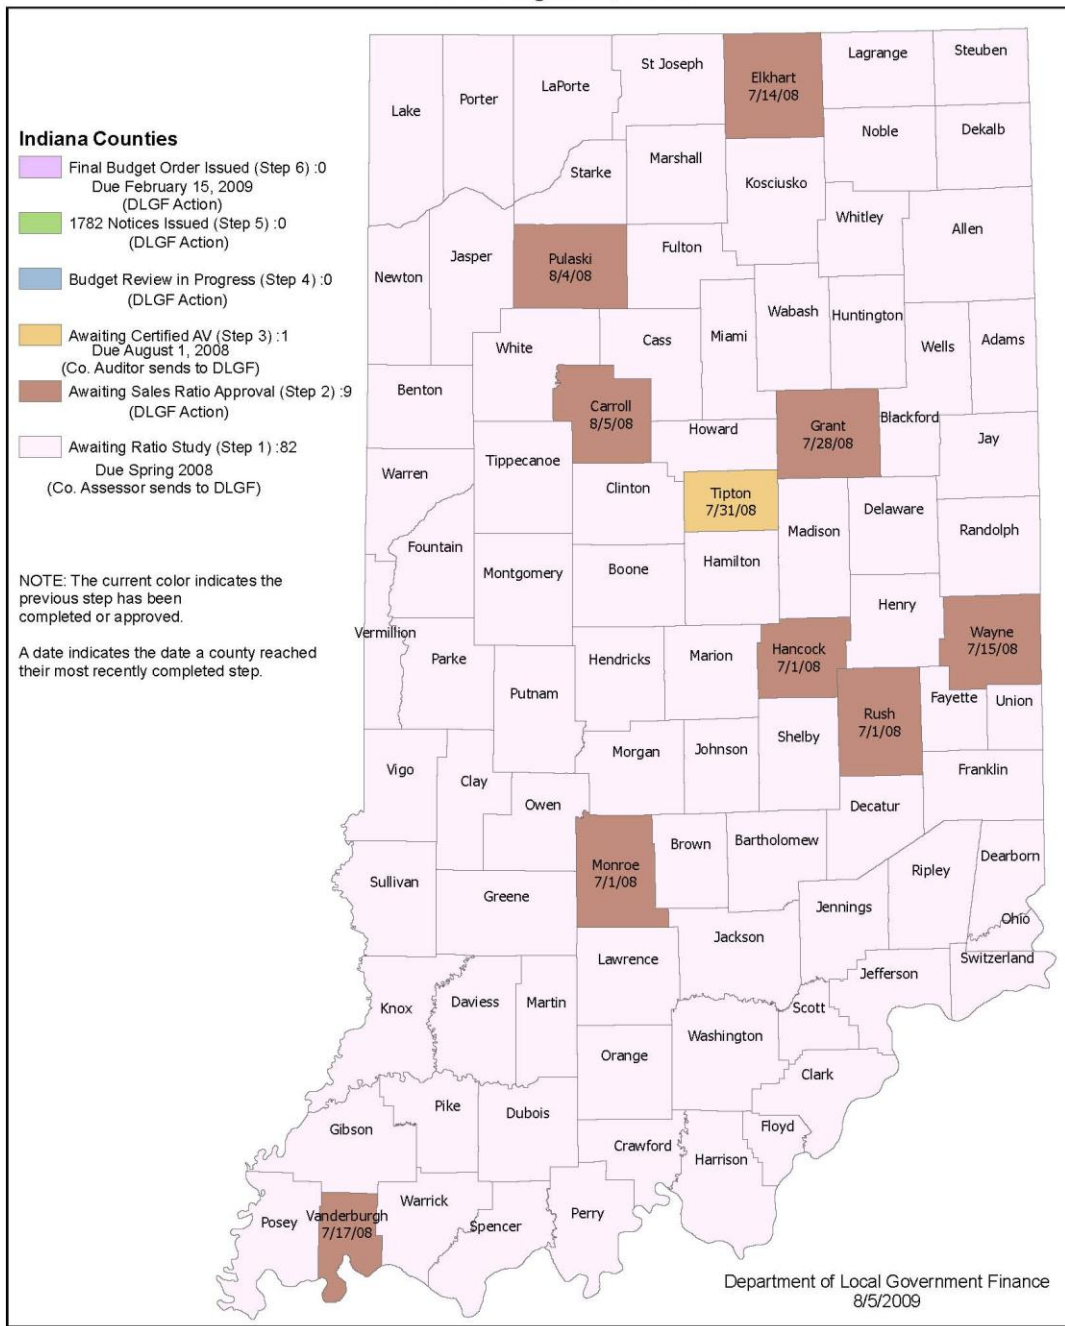 Indiana Counties
Final Budget Order Issued (Step 6) :0
Due February 15, 2009
(DLGF Action)
1782 Notices Issued (Step 5) :0
(DLGF Action)
Budget Review in Progress (Step 4) :0
(DLGF Action)
Awaiting Certified AV (Step 3) :1
Due August 1, 2008
(Co. Auditor sends to DLGF)
Awaiting Sales Ratio Approval (Step 2) :9
(DLGF Action)
Awaiting Ratio Study (Step 1) :82
Due Spring 2008
(Co. Assessor sends to DLGF)
NOTE: The current color indicates the
previous step has been
completed or approved.
A date indicates the date a county reached
their most recently completed step.
Lake
Porter
LaPorte
St Joseph
Elkhart
7/14/08
Lagrange
Steuben
Noble
Dekalb
Starke
Marshall
Kosciusko
Whitley
Allen
Newton
Jasper
Pulaski
8/4/08
Fulton
Wabash
Huntington
Miami
Cass
White
Wells
Adams
Benton
Carroll
8/5/08
Howard
Grant
7/28/08
Blackford
Jay
Warren
Tippecanoe
Clinton
Tipton
7/31/08
Madison
Delaware
Randolph
Fountain
Montgomery
Boone
Hamilton
Henry
Vermillion
Parke
Putnam
Hendricks
Marion
Hancock
7/1/08
Wayne
7/15/08
Rush
7/1/08
Fayette
Union
Vigo
Clay
Owen
Morgan
Johnson
Shelby
Decatur
Franklin
Sullivan
Greene
Monroe
7/1/08
Brown
Bartholomew
Jennings
Ripley
Dearborn
Ohio
Switzerland
Jefferson
Jackson
Lawrence
Knox
Daviess
Martin
Scott
Washington
Orange
Clark
Floyd
Harrison
Crawford
Dubois
Pike
Gibson
Posey
Vanderburgh
7/17/08
Warrick
Spencer
Perry
Department of Local Government Finance
8/5/2009